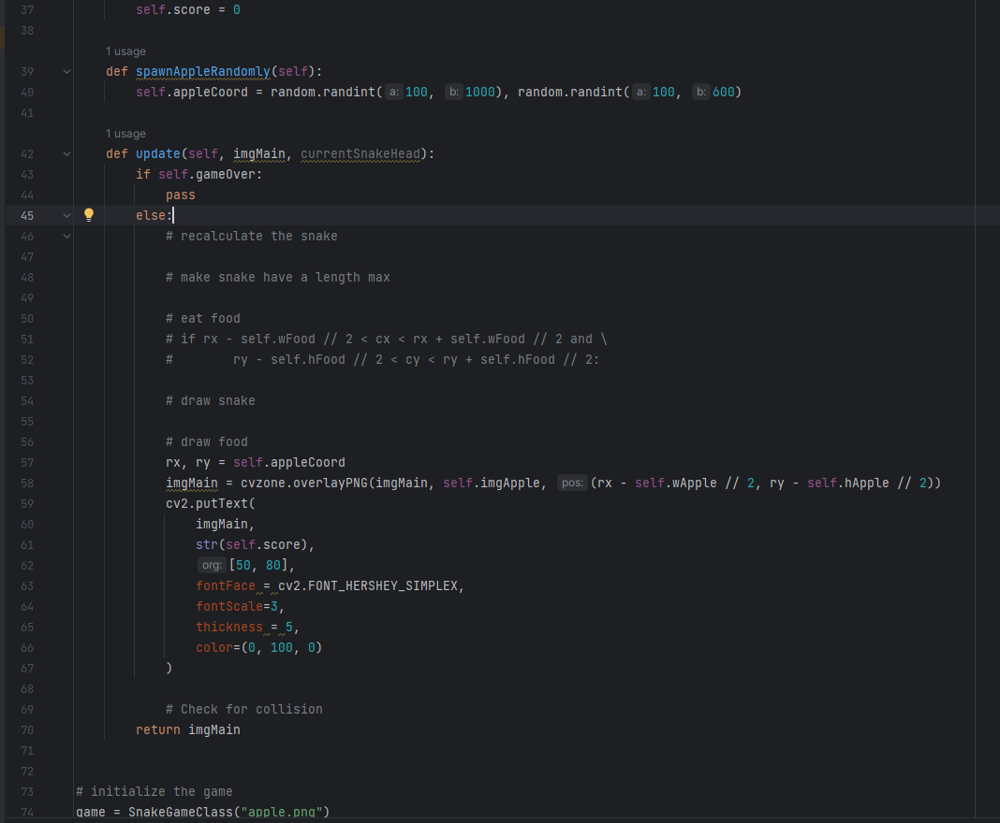 37 self.score = 0
38
1 usage
39 def spawnAppleRandomly(self):
40 self.appleCoord = random.randint( a: 100, b: 1000), random.randint( a: 100, b: 600)
41
1 usage
42 def update(self, imgMain, currentSnakeHead):
43 if self.gameOver:
44 pass
45 else:
46 # recalculate the snake
47
48 # make snake have a length max
49
50 # eat food
51 # if rx - self.wFood // 2 < cx < rx + self.wFood // 2 and \
52 #        ry - self.hFood // 2 < cy < ry + self.hFood // 2:
53
54 # draw snake
55
56 # draw food
57 rx, ry = self.appleCoord
58 imgMain = cvzone.overlayPNG(imgMain, self.imgApple, pos: (rx - self.wApple // 2, ry - self.hApple // 2))
59 cv2.putText(
60 imgMain,
61 str(self.score),
62 org: [50, 80],
63 fontFace = cv2.FONT_HERSHEY_SIMPLEX,
64 fontScale=3,
65 thickness = 5,
66 color=(0, 100, 0)
67 )
68
69 # Check for collision
70 return imgMain
71
72
73 # initialize the game
74 game = SnakeGameClass("apple.png")